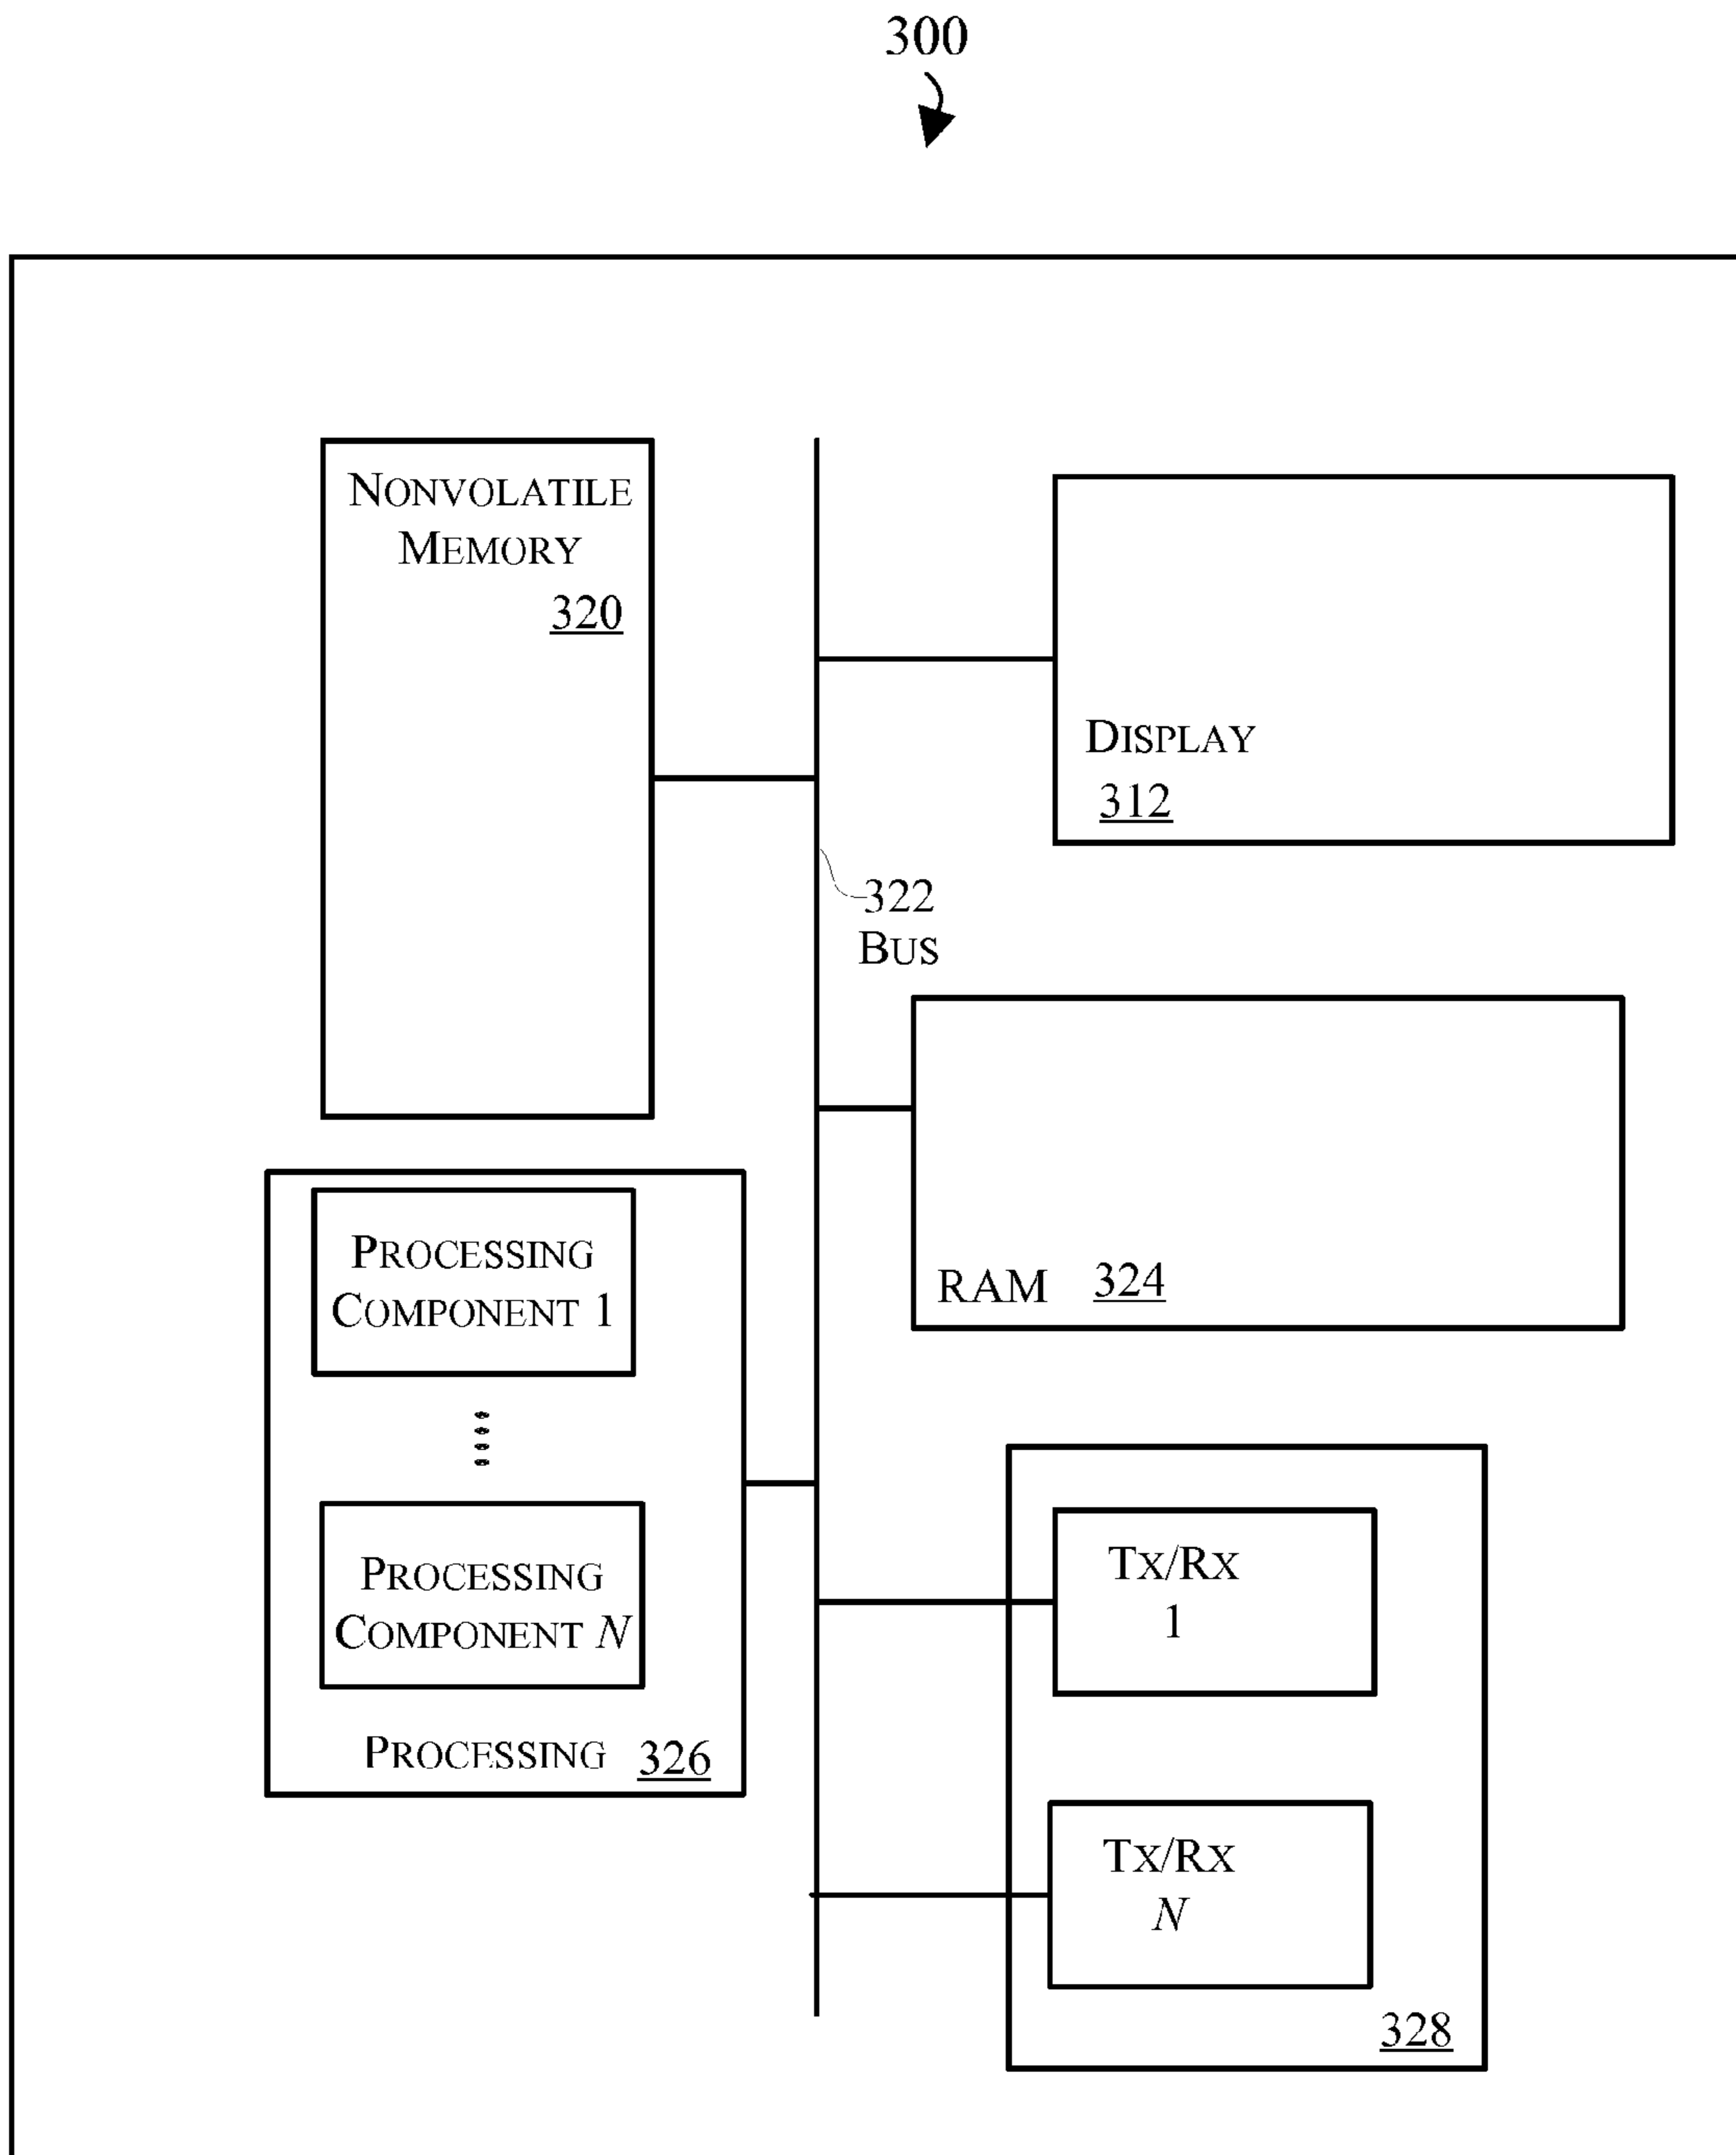 300
NONVOLATILE
MEMORY
320
DISPLAY
312
322
BUS
RAM 324
PROCESSING
COMPONENT 1
PROCESSING
COMPONENT N
PROCESSING 326
TX/RX
1
TX/RX
N
328